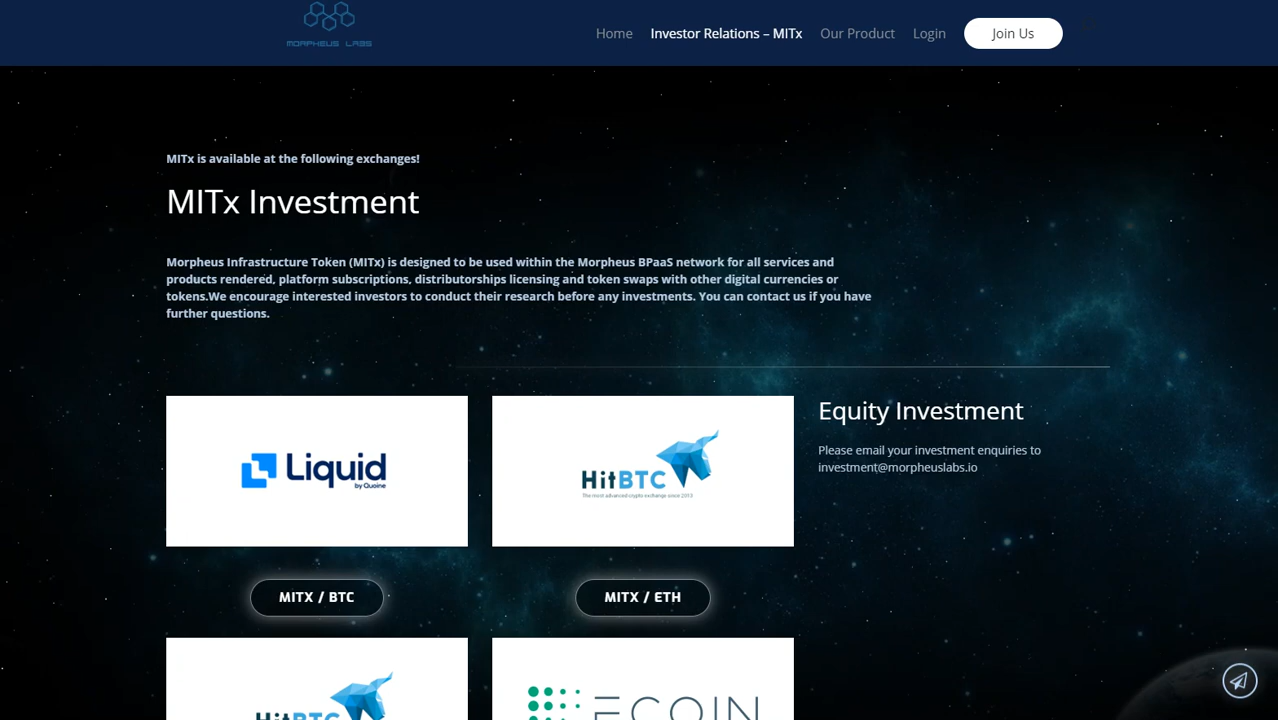 MORPHEUS LABS
Home
Investor Relations – MITx
Our Product
Login
Join Us
MITx is available at the following exchanges!
MITx Investment
Morpheus Infrastructure Token (MITx) is designed to be used within the Morpheus BPaaS network for all services and
products rendered, platform subscriptions, distributorships licensing and token swaps with other digital currencies or
tokens.We encourage interested investors to conduct their research before any investments. You can contact us if you have
further questions.
Liquid
by Quoine
HitBTC
The most advanced crypto exchange since 2013
Equity Investment
Please email your investment enquiries to
investment@morpheuslabs.io
MITX / BTC
MITX / ETH
HitBTC
ECOIN